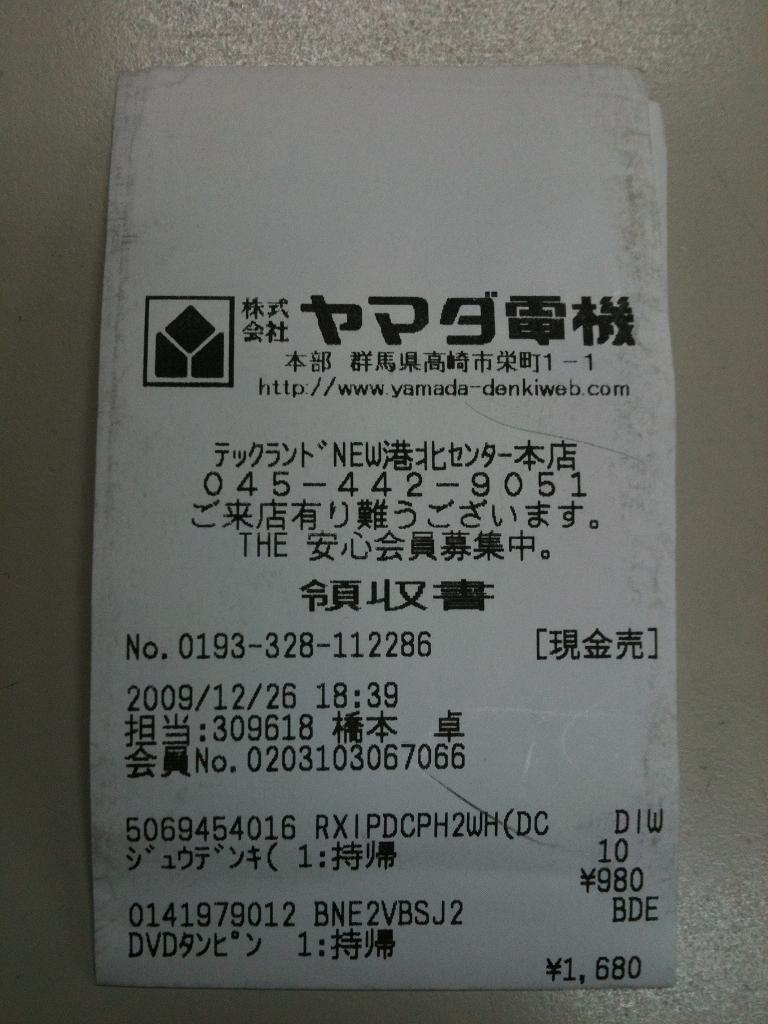 株式会社 ヤマダ電機
本部 群馬県高崎市栄町1-1
http://www.yamada-denkiweb.com
テックランドNEW港北センター本店
045-442-9051
ご来店有り難うございます。
THE 安心会員募集中。
領収書
No.0193-328-112286 [現金売]
2009/12/26 18:39
担当:309618 橋本 卓
会員No.0203103067066
5069454016 RXIPDCPH2WH(DC DIW
ジュウデンキ( 1:持帰 10
¥980
0141979012 BNE2VBSJ2 BDE
DVDタンピン 1:持帰
¥1,680